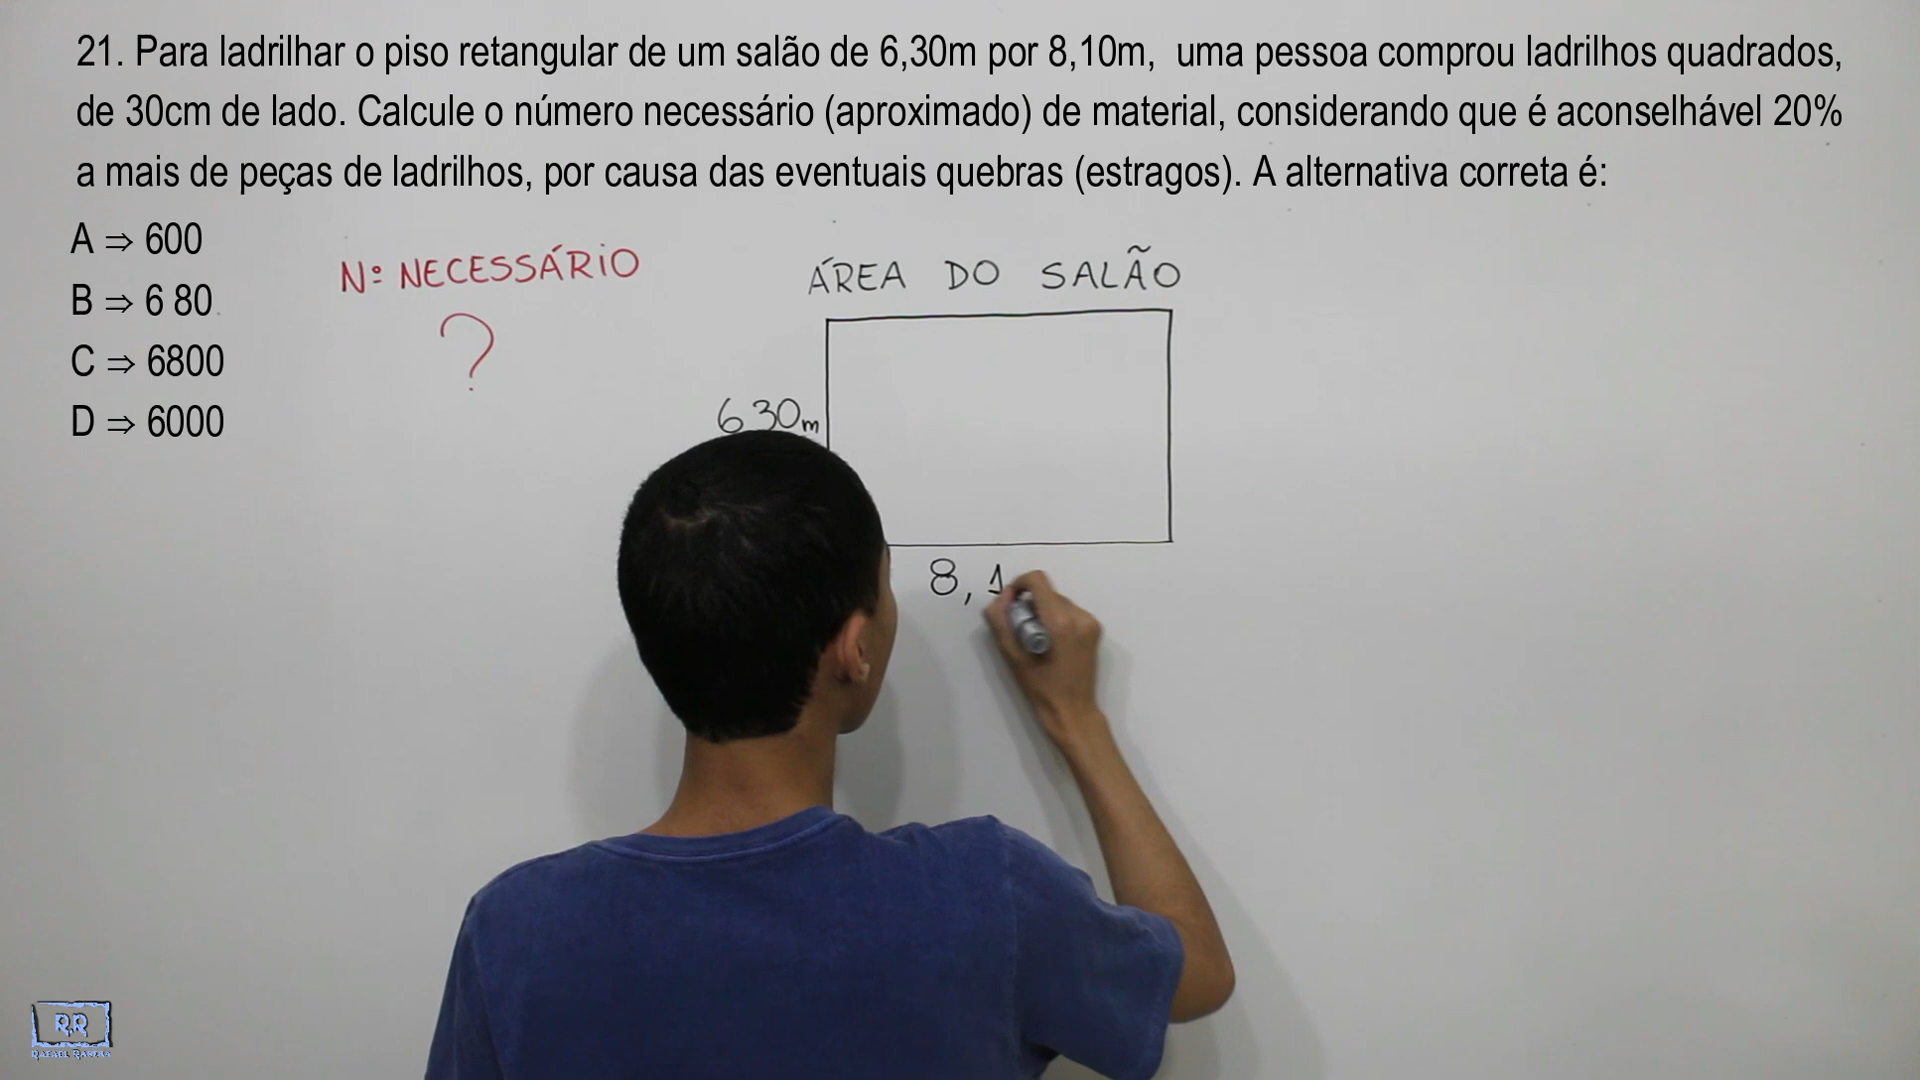 21. Para ladrilhar o piso retangular de um salão de 6,30m por 8,10m, uma pessoa comprou ladrilhos quadrados,
de 30cm de lado. Calcule o número necessário (aproximado) de material, considerando que é aconselhável 20%
a mais de peças de ladrilhos, por causa das eventuais quebras (estragos). A alternativa correta é:
A ⇒ 600
B ⇒ 6 80
C ⇒ 6800
D ⇒ 6000
Nº NECESSÁRIO
?
ÁREA DO SALÃO
6 30m
8,1
RR